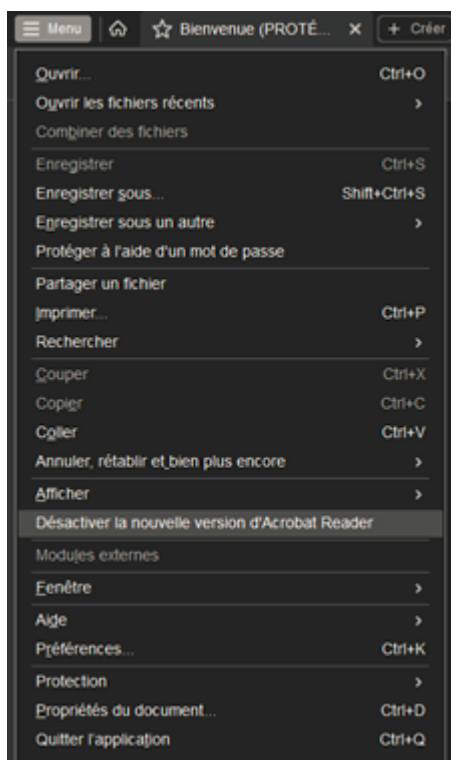 Menu Bienvenue (PROTÉ... × + Créer
Ouvrir... Ctrl+O
Ouvrir les fichiers récents >
Combiner des fichiers
Enregistrer Ctrl+S
Enregistrer sous... Shift+Ctrl+S
Enregistrer sous un autre >
Protéger à l'aide d'un mot de passe
Partager un fichier
Imprimer... Ctrl+P
Rechercher >
Couper Ctrl+X
Copier Ctrl+C
Coller Ctrl+V
Annuler, rétablir et bien plus encore >
Afficher >
Désactiver la nouvelle version d'Acrobat Reader
Modules externes
Fenêtre >
Aide >
Préférences... Ctrl+K
Protection >
Propriétés du document... Ctrl+D
Quitter l'application Ctrl+Q